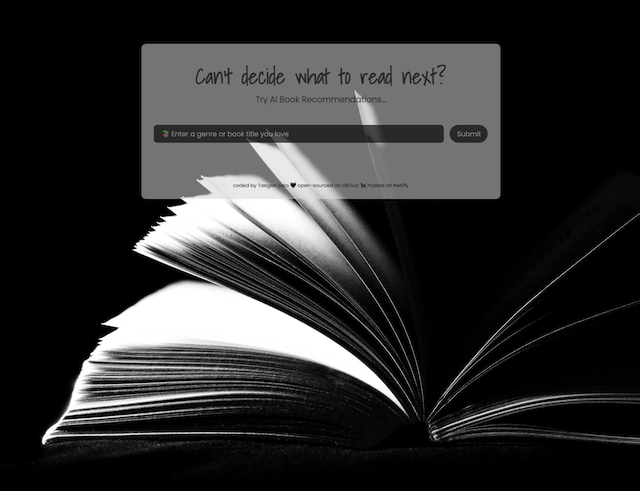 Can't decide what to read next?
Try AI Book Recommendations...
📚 Enter a genre or book title you love
Submit
coded by Taegen Beta 🖤 open-sourced on GitHub 🐈‍⬛ hosted on Netlify